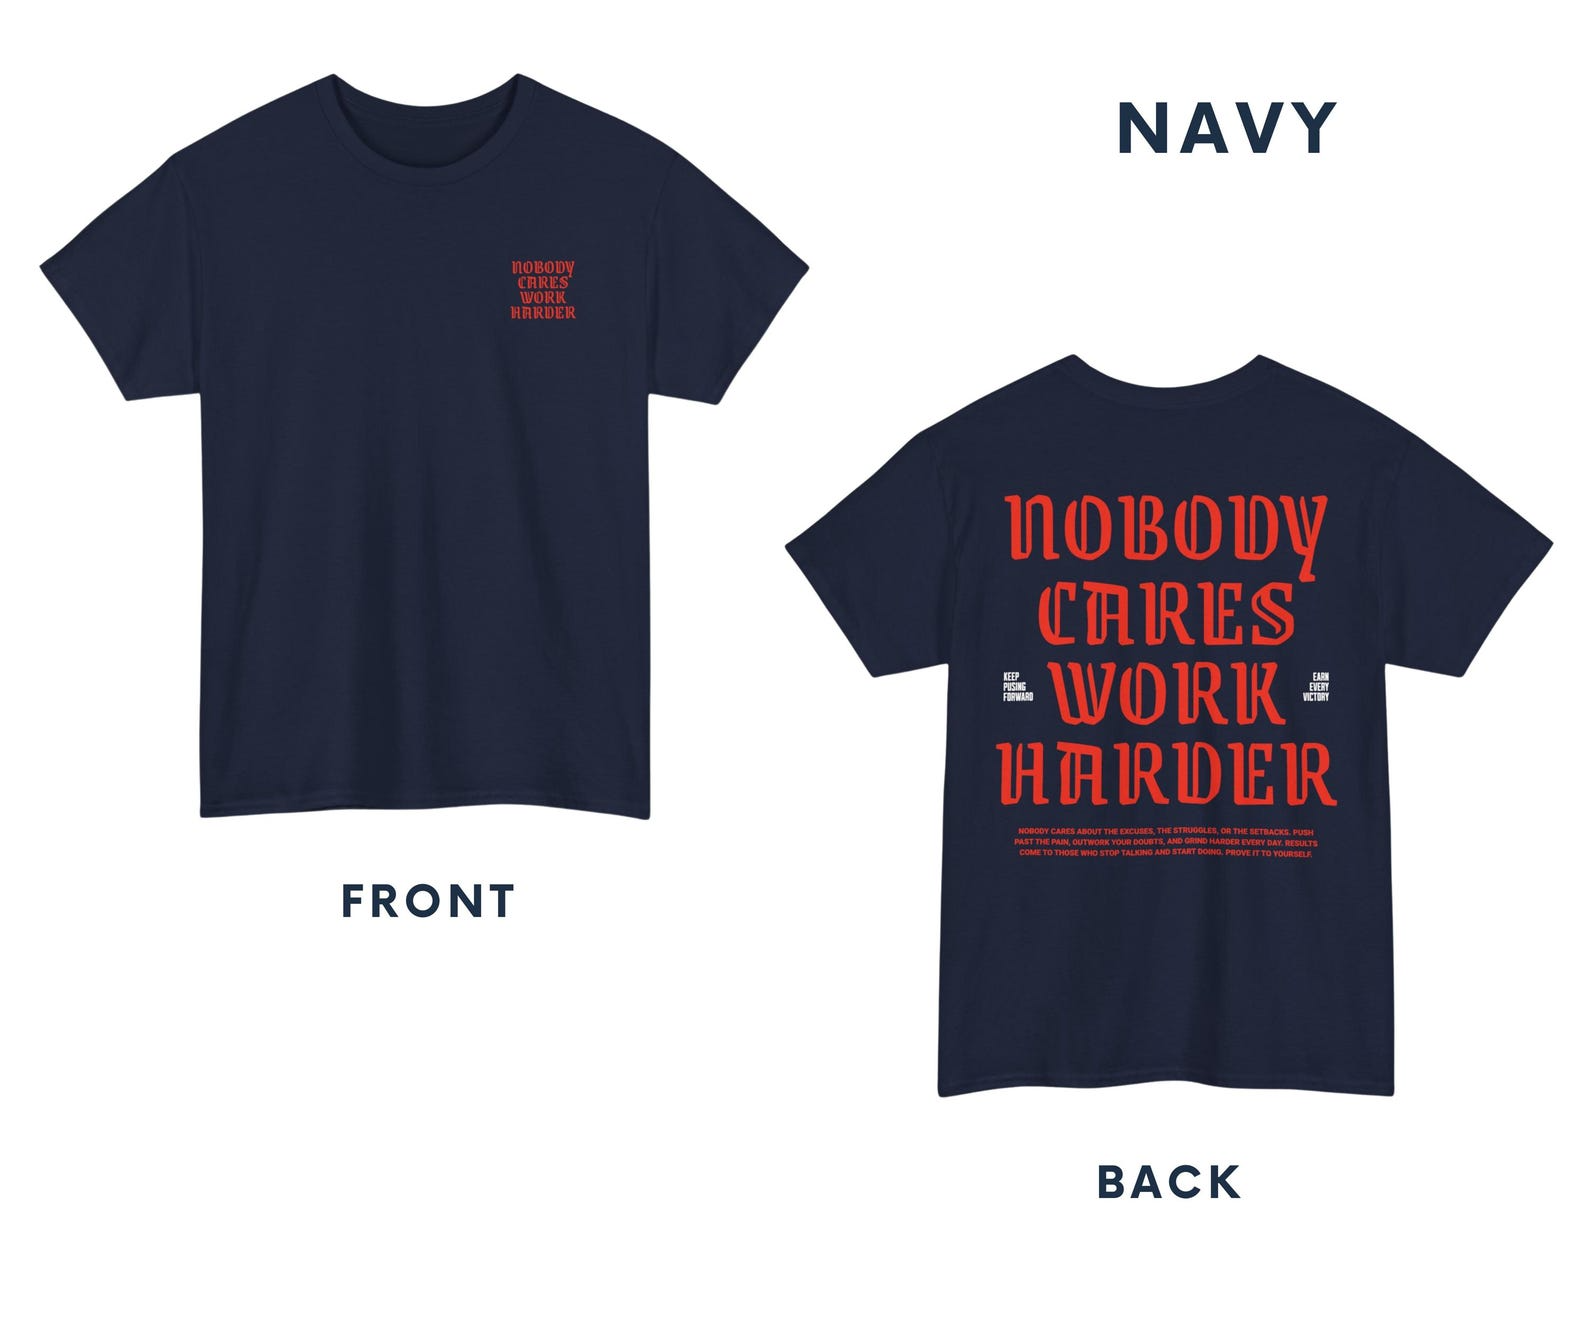 NAVY
NOBODY
CARES
WORK
HARDER
FRONT
NOBODY
CARES
WORK
HARDER
KEEP
PUSING
FORWARD
EARN
EVERY
VICTORY
NOBODY CARES ABOUT THE EXCUSES, THE STRUGGLES, OR THE SETBACKS. PUSH
PAST THE PAIN, OUTWORK YOUR DOUBTS, AND GRIND HARDER EVERY DAY. RESULTS
COME TO THOSE WHO STOP TALKING AND START DOING. PROVE IT TO YOURSELF.
BACK